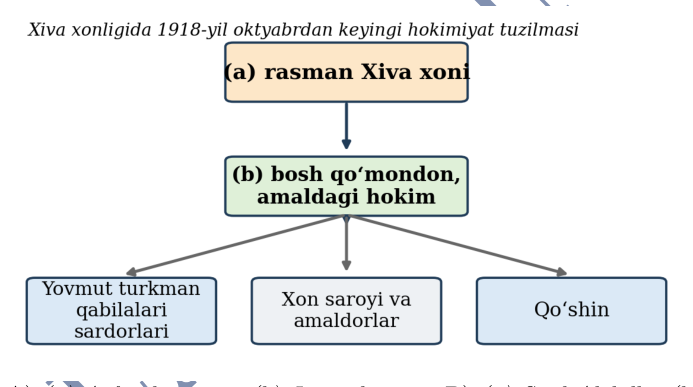 Xiva xonligida 1918-yil oktyabrdan keyingi hokimiyat tuzilmasi
(a) rasman Xiva xoni
(b) bosh qo‘mondon,
amaldagi hokim
Yovmut turkman
qabilalari
sardorlari
Xon saroyi va
amaldorlar
Qo‘shin